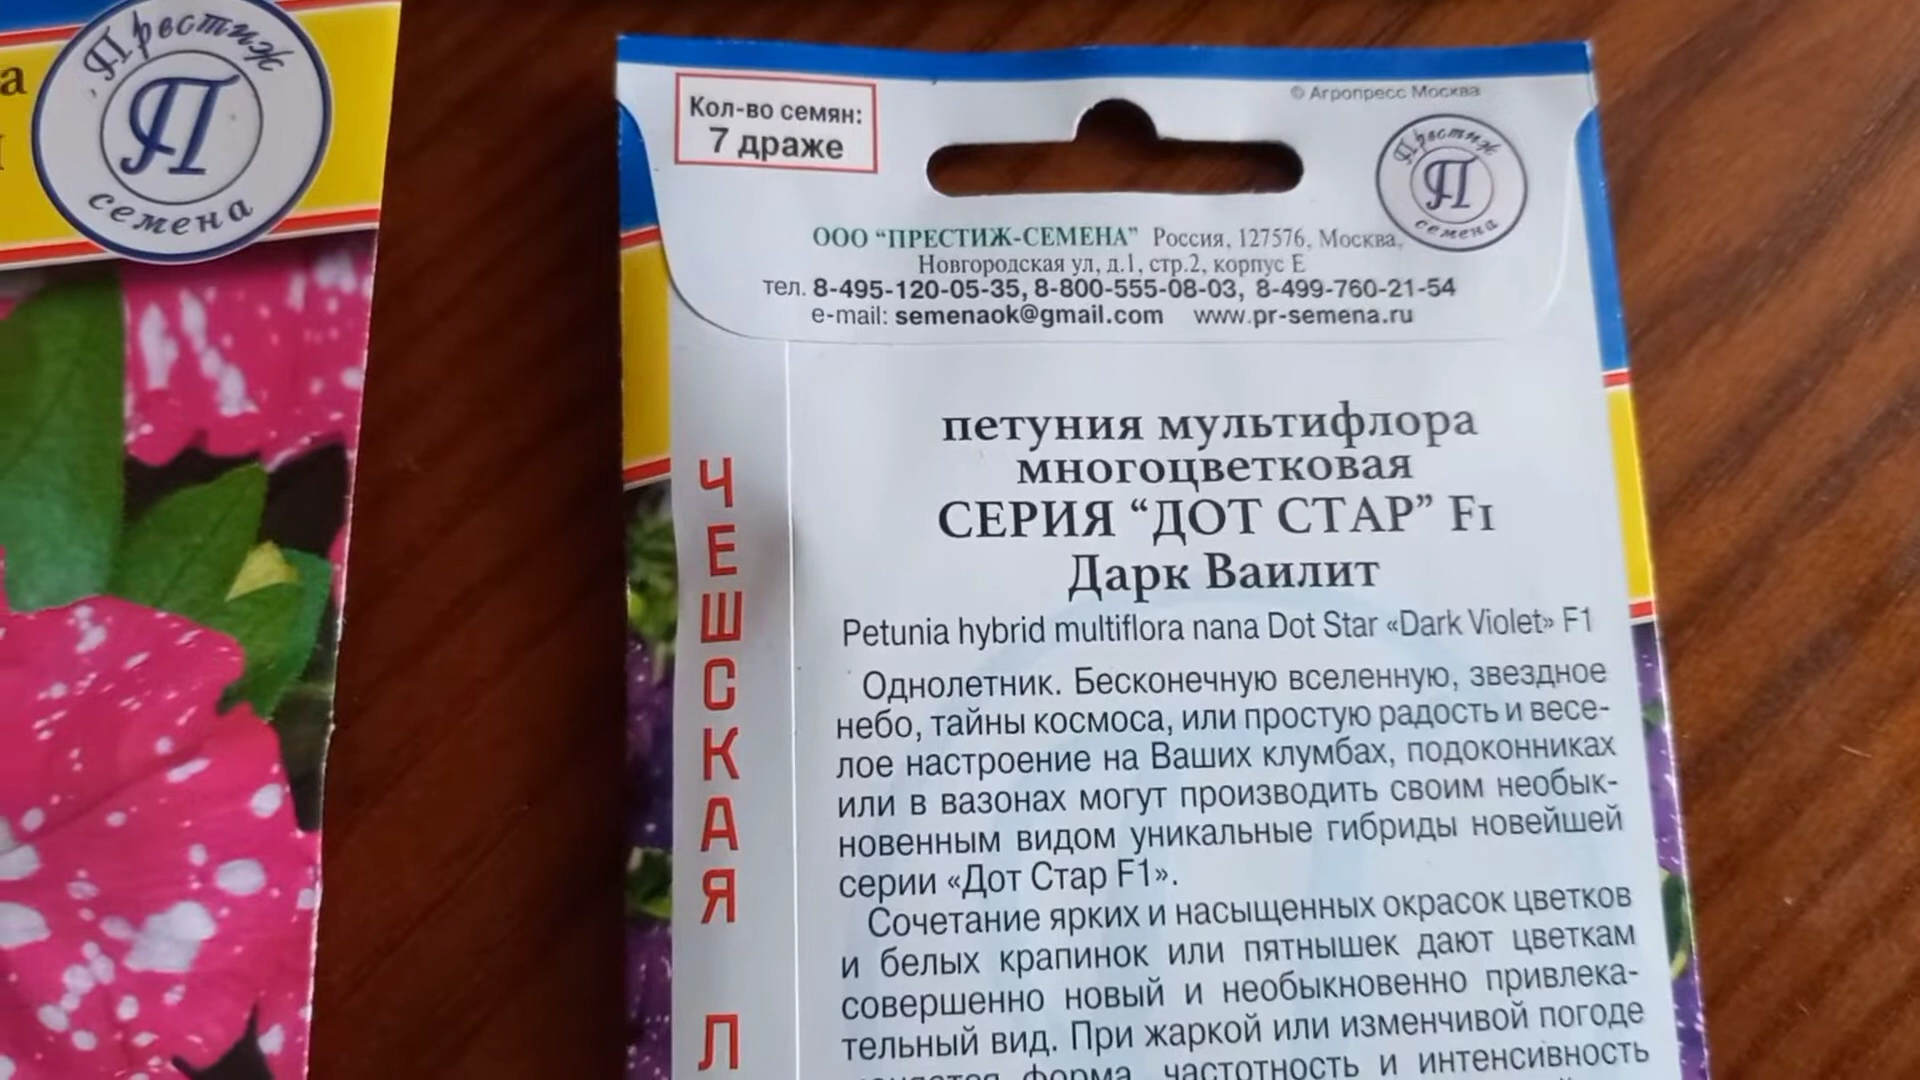 Престиж
П
семена
Кол-во семян:
7 драже
© Агропресс Москва
Престиж
П
семена
ООО “ПРЕСТИЖ-СЕМЕНА” Россия, 127576, Москва,
Новгородская ул, д.1, стр.2, корпус Е
тел. 8-495-120-05-35, 8-800-555-08-03, 8-499-760-21-54
e-mail: semenaok@gmail.com www.pr-semena.ru
петуния мультифлора
многоцветковая
СЕРИЯ “ДОТ СТАР” F1
Дарк Ваилит
Petunia hybrid multiflora nana Dot Star «Dark Violet» F1
Однолетник. Бесконечную вселенную, звездное
небо, тайны космоса, или простую радость и весе-
лое настроение на Ваших клумбах, подоконниках
или в вазонах могут производить своим необык-
новенным видом уникальные гибриды новейшей
серии «Дот Стар F1».
Сочетание ярких и насыщенных окрасок цветков
и белых крапинок или пятнышек дают цветкам
совершенно новый и необыкновенно привлека-
тельный вид. При жаркой или изменчивой погоде
форма, частотность и интенсивность
ЧЕШСКАЯ Л